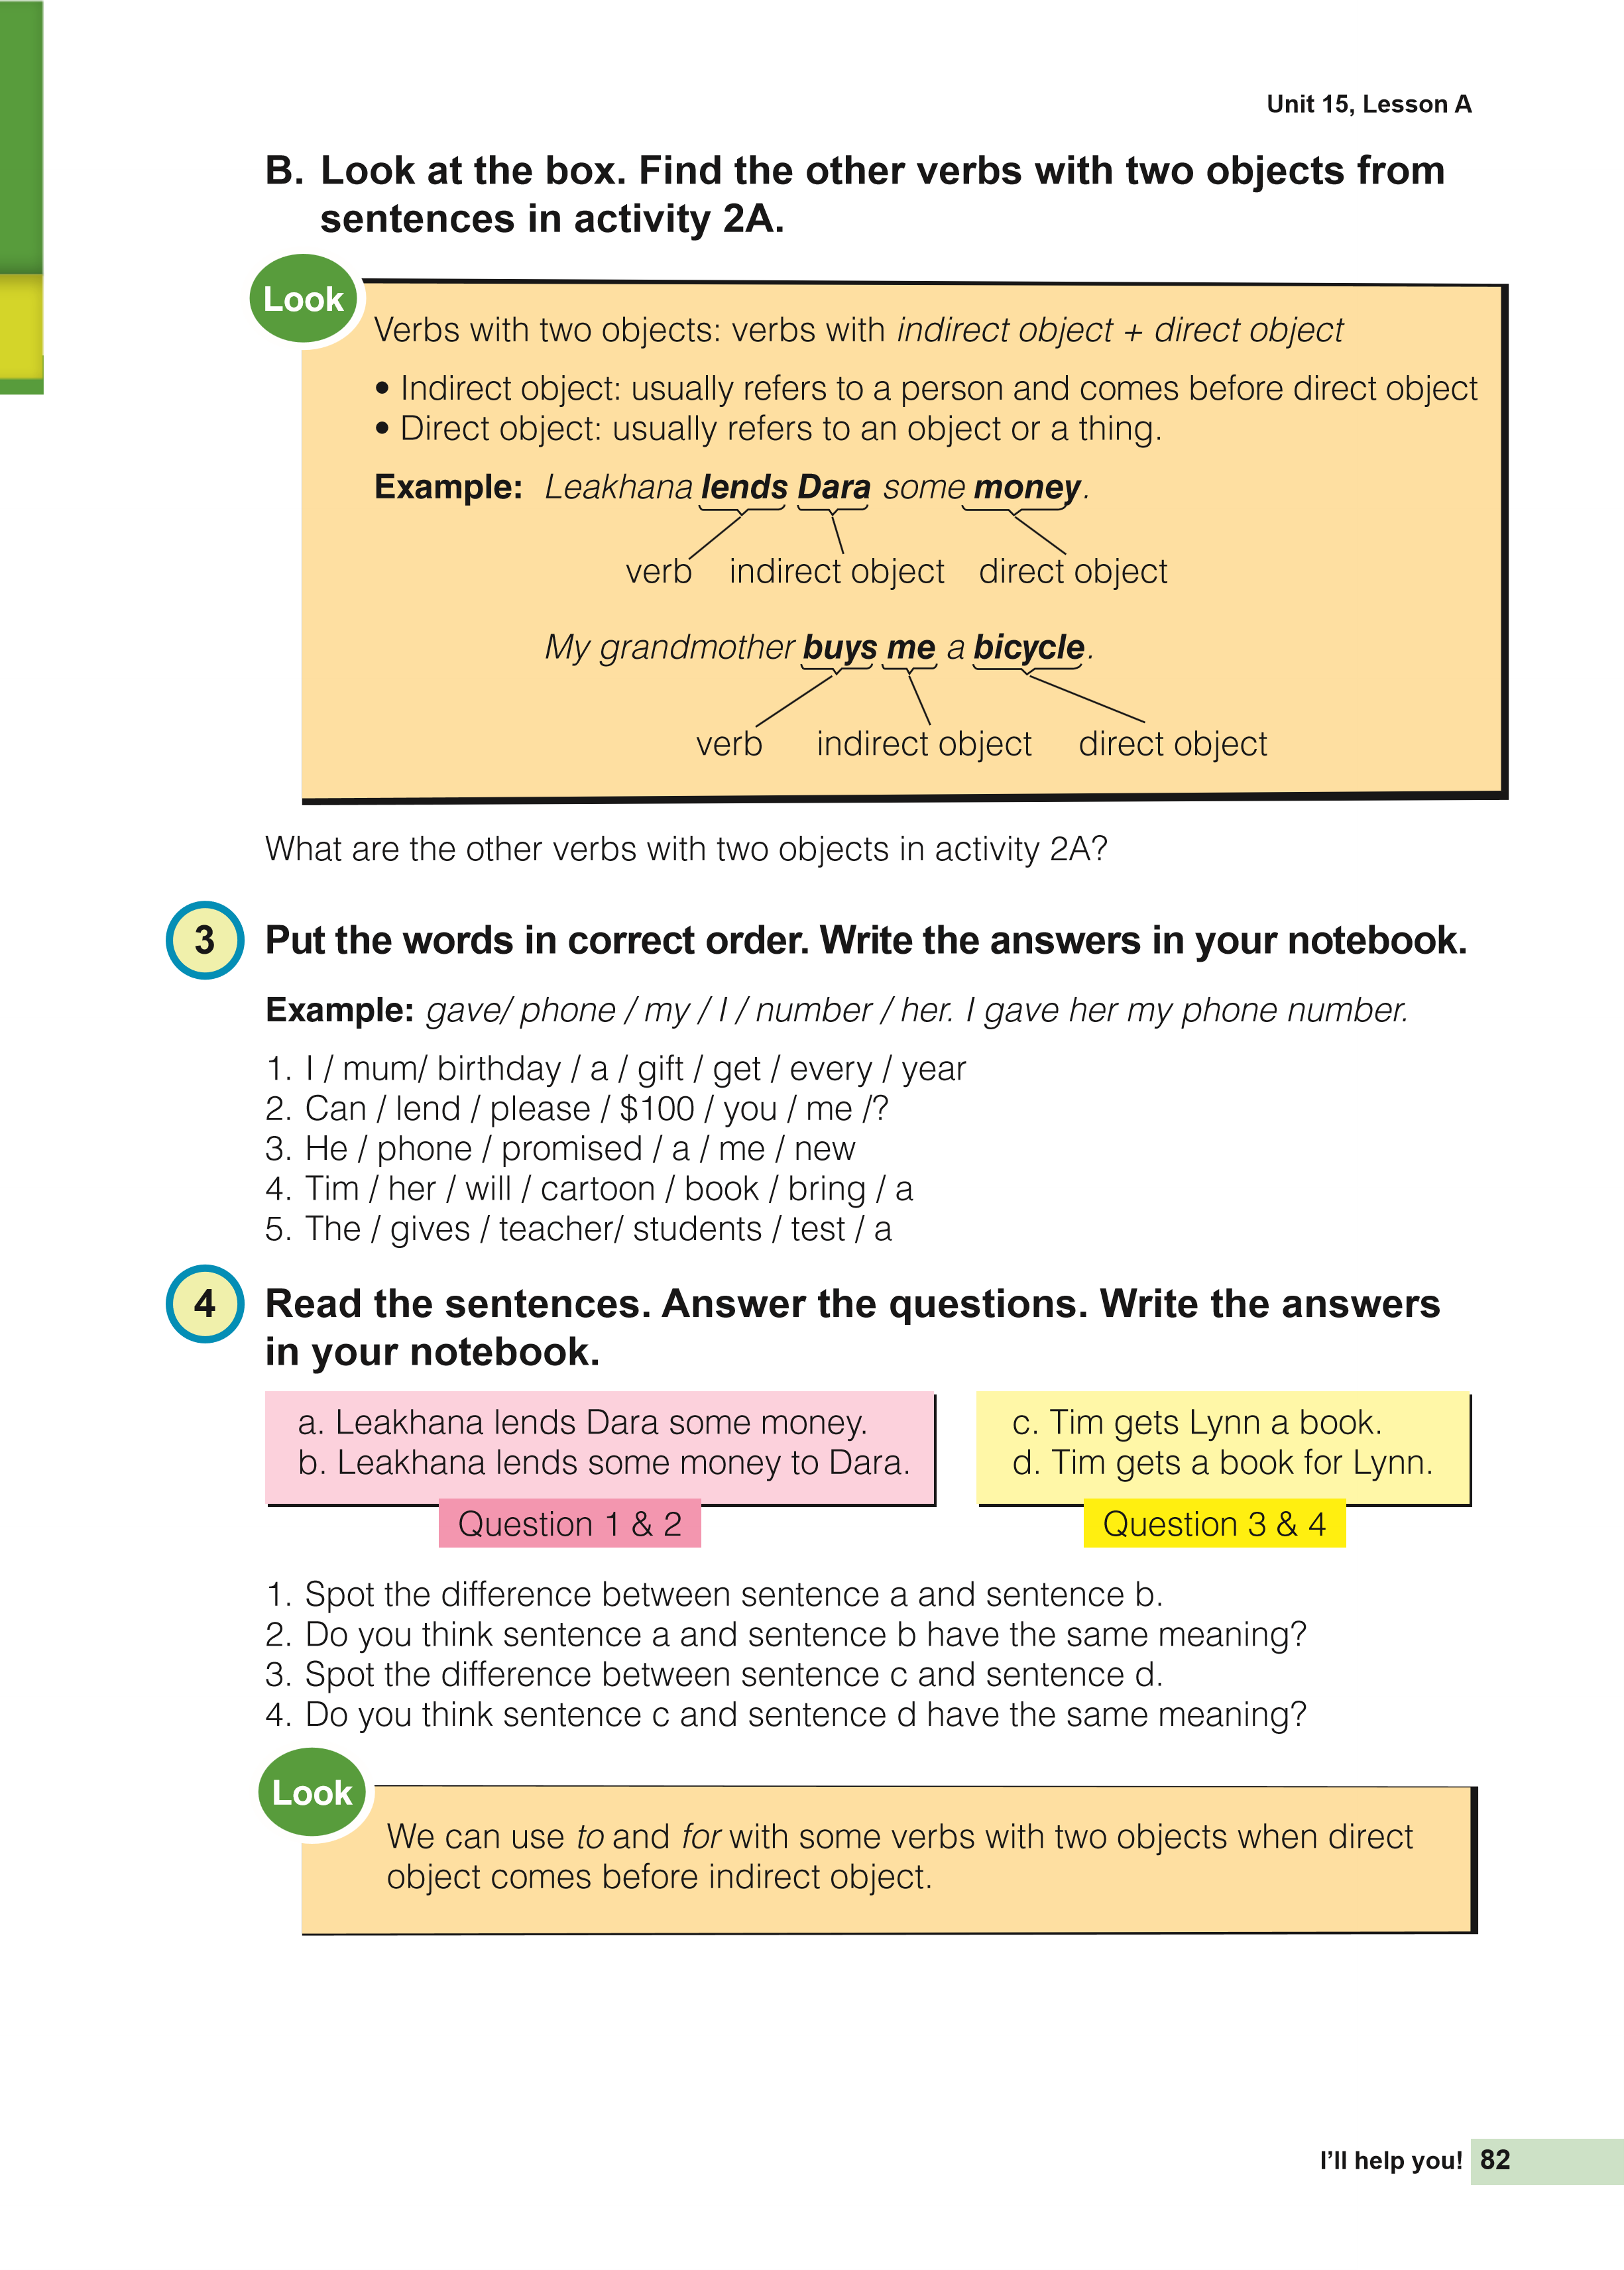 Unit 15, Lesson A
B. Look at the box. Find the other verbs with two objects from
sentences in activity 2A.
Look
Verbs with two objects: verbs with indirect object + direct object
• Indirect object: usually refers to a person and comes before direct object
• Direct object: usually refers to an object or a thing.
Example: Leakhana lends Dara some money.
verb indirect object direct object
My grandmother buys me a bicycle.
verb indirect object direct object
What are the other verbs with two objects in activity 2A?
3 Put the words in correct order. Write the answers in your notebook.
Example: gave/ phone / my / I / number / her. I gave her my phone number.
1. I / mum/ birthday / a / gift / get / every / year
2. Can / lend / please / $100 / you / me /?
3. He / phone / promised / a / me / new
4. Tim / her / will / cartoon / book / bring / a
5. The / gives / teacher/ students / test / a
4 Read the sentences. Answer the questions. Write the answers
in your notebook.
a. Leakhana lends Dara some money.
b. Leakhana lends some money to Dara.
Question 1 & 2
c. Tim gets Lynn a book.
d. Tim gets a book for Lynn.
Question 3 & 4
1. Spot the difference between sentence a and sentence b.
2. Do you think sentence a and sentence b have the same meaning?
3. Spot the difference between sentence c and sentence d.
4. Do you think sentence c and sentence d have the same meaning?
Look
We can use to and for with some verbs with two objects when direct
object comes before indirect object.
I’ll help you! 82